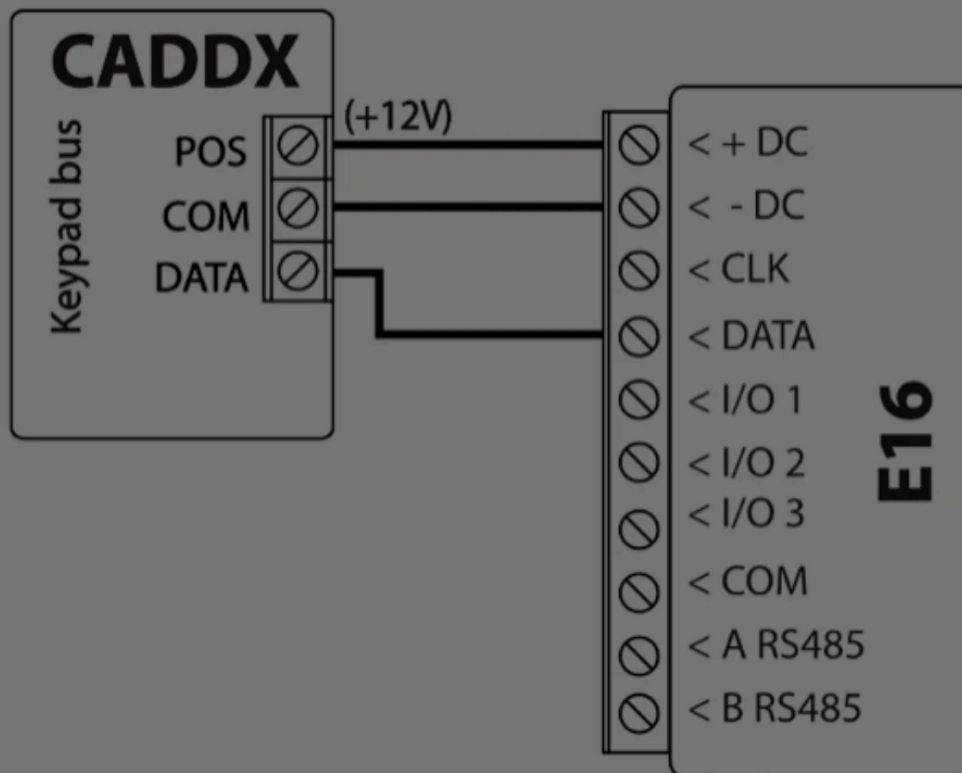 CADDX
Keypad bus
POS
COM
DATA
(+12V)
< + DC
< - DC
< CLK
< DATA
< I/O 1
< I/O 2
< I/O 3
< COM
< A RS485
< B RS485
E16